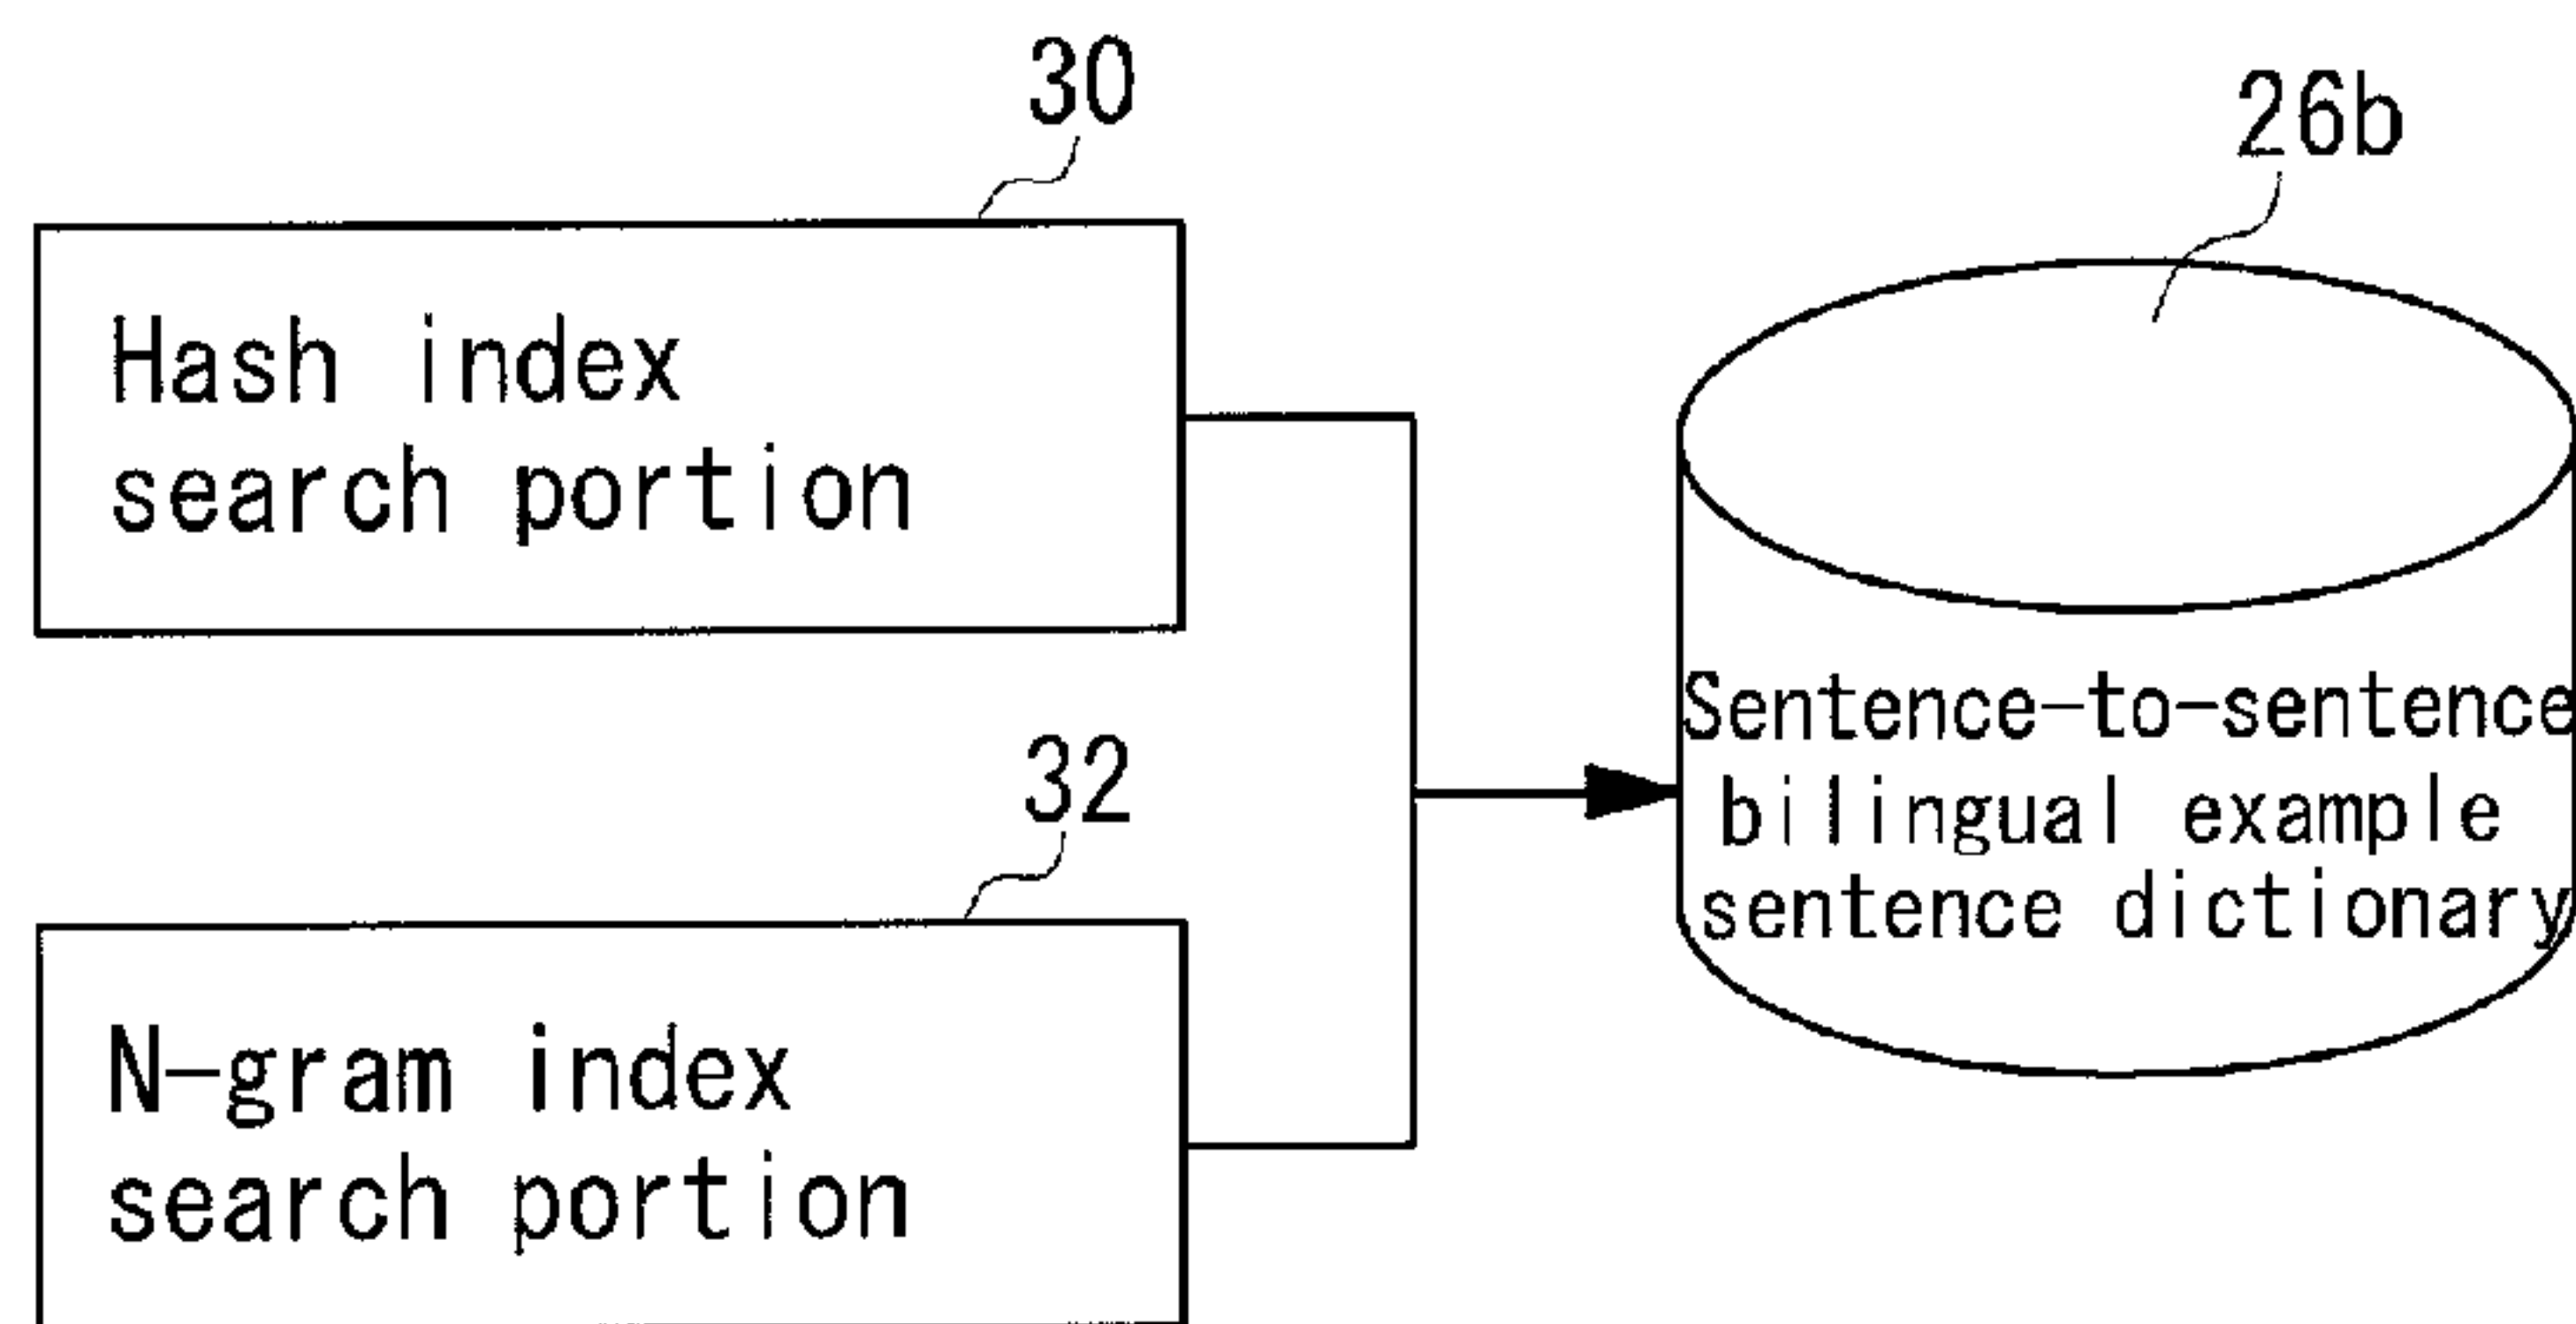 30
Hash index
search portion
26b
Sentence-to-sentence
bilingual example
sentence dictionary
32
N-gram index
search portion